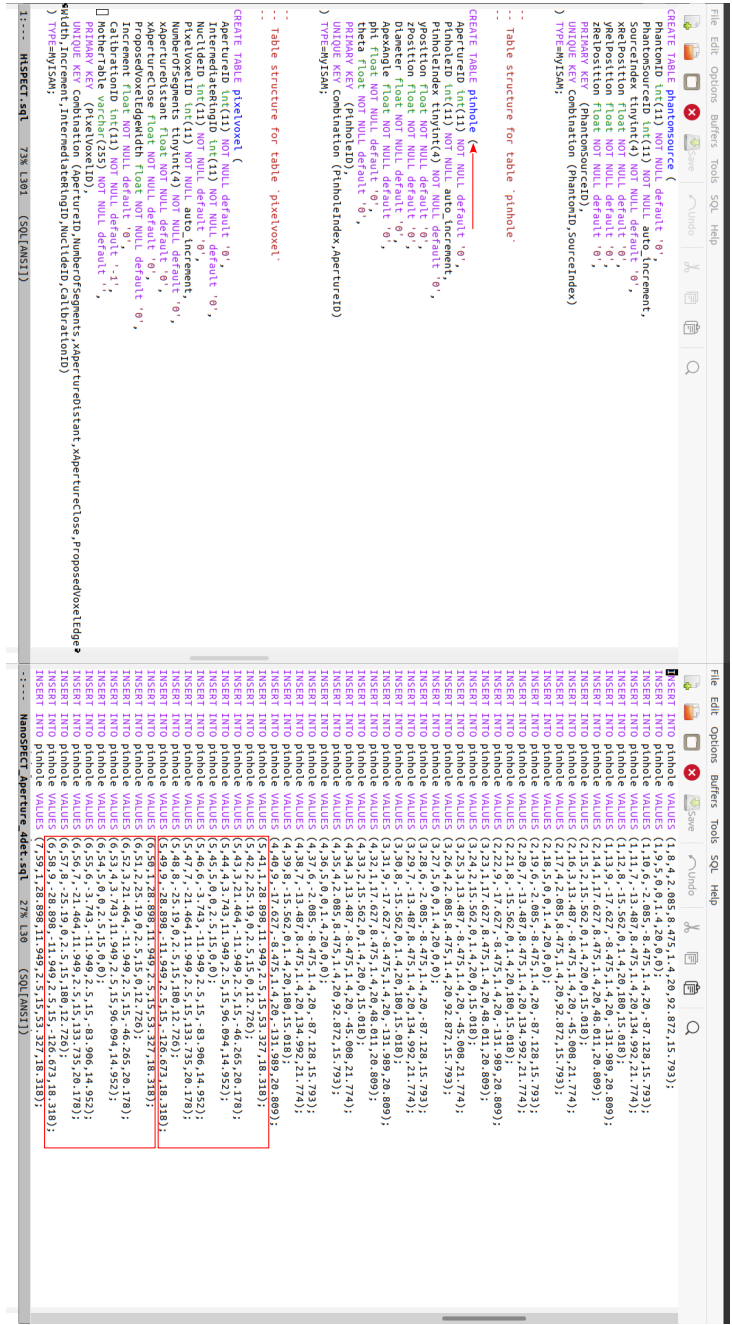 File Edit Options Buffers Tools SQL Help
Save Undo
CREATE TABLE phantomsource (
PhantomID int(11) NOT NULL default '0',
PhantomSourceID int(11) NOT NULL auto_increment,
SourceIndex tinyint(4) NOT NULL default '0',
xRelPosition float NOT NULL default '0',
yRelPosition float NOT NULL default '0',
zRelPosition float NOT NULL default '0',
PRIMARY KEY (PhantomSourceID),
UNIQUE KEY Combination (PhantomID,SourceIndex)
) TYPE=MyISAM;
--
-- Table structure for table `pinhole`
--
CREATE TABLE pinhole (
ApertureID int(11) NOT NULL default '0',
PinholeID int(11) NOT NULL auto_increment,
PinholeIndex tinyint(4) NOT NULL default '0',
yPosition float NOT NULL default '0',
zPosition float NOT NULL default '0',
Diameter float NOT NULL default '0',
ApexAngle float NOT NULL default '0',
phi float NOT NULL default '0',
theta float NOT NULL default '0',
PRIMARY KEY (PinholeID),
UNIQUE KEY Combination (PinholeIndex,ApertureID)
) TYPE=MyISAM;
--
-- Table structure for table `pixelvoxel`
--
CREATE TABLE pixelvoxel (
ApertureID int(11) NOT NULL default '0',
IntermediateRingID int(11) NOT NULL default '0',
NuclideID int(11) NOT NULL default '0',
PixelVoxelID int(11) NOT NULL auto_increment,
NumberOfSegments tinyint(4) NOT NULL default '0',
xApertureDistant float NOT NULL default '0',
xApertureClose float NOT NULL default '0',
ProposedVoxelEdgeWidth float NOT NULL default '0',
Increment float NOT NULL default '0',
CalibrationID int(11) NOT NULL default '-1',
MotherTable varchar(255) NOT NULL default '',
PRIMARY KEY (PixelVoxelID),
UNIQUE KEY Combination (ApertureID,NumberOfSegments,xApertureDistant,xApertureClose,ProposedVoxelEdge
Width,Increment,IntermediateRingID,NuclideID,CalibrationID)
) TYPE=MyISAM;
1:--- HiSPECT.sql 73% L301 (SQL[ANSI])
File Edit Options Buffers Tools SQL Help
Save Undo
INSERT INTO pinhole VALUES (1,8,4,2.085,8.475,1.4,20,92.872,15.793);
INSERT INTO pinhole VALUES (1,9,5,0,0,1.4,20,0,0);
INSERT INTO pinhole VALUES (1,10,6,-2.085,-8.475,1.4,20,-87.128,15.793);
INSERT INTO pinhole VALUES (1,11,7,-13.487,8.475,1.4,20,134.992,21.774);
INSERT INTO pinhole VALUES (1,12,8,-15.562,0,1.4,20,180,15.018);
INSERT INTO pinhole VALUES (1,13,9,-17.627,-8.475,1.4,20,-131.989,20.809);
INSERT INTO pinhole VALUES (2,14,1,17.627,8.475,1.4,20,48.011,20.809);
INSERT INTO pinhole VALUES (2,15,2,15.562,0,1.4,20,0,15.018);
INSERT INTO pinhole VALUES (2,16,3,13.487,-8.475,1.4,20,-45.008,21.774);
INSERT INTO pinhole VALUES (2,17,4,2.085,8.475,1.4,20,92.872,15.793);
INSERT INTO pinhole VALUES (2,18,5,0,0,1.4,20,0,0);
INSERT INTO pinhole VALUES (2,19,6,-2.085,-8.475,1.4,20,-87.128,15.793);
INSERT INTO pinhole VALUES (2,20,7,-13.487,8.475,1.4,20,134.992,21.774);
INSERT INTO pinhole VALUES (2,21,8,-15.562,0,1.4,20,180,15.018);
INSERT INTO pinhole VALUES (2,22,9,-17.627,-8.475,1.4,20,-131.989,20.809);
INSERT INTO pinhole VALUES (3,23,1,17.627,8.475,1.4,20,48.011,20.809);
INSERT INTO pinhole VALUES (3,24,2,15.562,0,1.4,20,0,15.018);
INSERT INTO pinhole VALUES (3,25,3,13.487,-8.475,1.4,20,-45.008,21.774);
INSERT INTO pinhole VALUES (3,26,4,2.085,8.475,1.4,20,92.872,15.793);
INSERT INTO pinhole VALUES (3,27,5,0,0,1.4,20,0,0);
INSERT INTO pinhole VALUES (3,28,6,-2.085,-8.475,1.4,20,-87.128,15.793);
INSERT INTO pinhole VALUES (3,29,7,-13.487,8.475,1.4,20,134.992,21.774);
INSERT INTO pinhole VALUES (3,30,8,-15.562,0,1.4,20,180,15.018);
INSERT INTO pinhole VALUES (3,31,9,-17.627,-8.475,1.4,20,-131.989,20.809);
INSERT INTO pinhole VALUES (4,32,1,17.627,8.475,1.4,20,48.011,20.809);
INSERT INTO pinhole VALUES (4,33,2,15.562,0,1.4,20,0,15.018);
INSERT INTO pinhole VALUES (4,34,3,13.487,-8.475,1.4,20,-45.008,21.774);
INSERT INTO pinhole VALUES (4,35,4,2.085,8.475,1.4,20,92.872,15.793);
INSERT INTO pinhole VALUES (4,36,5,0,0,1.4,20,0,0);
INSERT INTO pinhole VALUES (4,37,6,-2.085,-8.475,1.4,20,-87.128,15.793);
INSERT INTO pinhole VALUES (4,38,7,-13.487,8.475,1.4,20,134.992,21.774);
INSERT INTO pinhole VALUES (4,39,8,-15.562,0,1.4,20,180,15.018);
INSERT INTO pinhole VALUES (4,40,9,-17.627,-8.475,1.4,20,-131.989,20.809);
INSERT INTO pinhole VALUES (5,41,1,28.898,11.949,2.5,15,53.327,18.318);
INSERT INTO pinhole VALUES (5,42,2,25.19,0,2.5,15,0,12.726);
INSERT INTO pinhole VALUES (5,43,3,21.464,-11.949,2.5,15,-46.265,20.178);
INSERT INTO pinhole VALUES (5,44,4,3.743,11.949,2.5,15,96.094,14.952);
INSERT INTO pinhole VALUES (5,45,5,0,0,2.5,15,0,0);
INSERT INTO pinhole VALUES (5,46,6,-3.743,-11.949,2.5,15,-83.906,14.952);
INSERT INTO pinhole VALUES (5,47,7,-21.464,11.949,2.5,15,133.735,20.178);
INSERT INTO pinhole VALUES (5,48,8,-25.19,0,2.5,15,180,12.726);
INSERT INTO pinhole VALUES (5,49,9,-28.898,-11.949,2.5,15,-126.673,18.318);
INSERT INTO pinhole VALUES (6,50,1,28.898,11.949,2.5,15,53.327,18.318);
INSERT INTO pinhole VALUES (6,51,2,25.19,0,2.5,15,0,12.726);
INSERT INTO pinhole VALUES (6,52,3,21.464,-11.949,2.5,15,-46.265,20.178);
INSERT INTO pinhole VALUES (6,53,4,3.743,11.949,2.5,15,96.094,14.952);
INSERT INTO pinhole VALUES (6,54,5,0,0,2.5,15,0,0);
INSERT INTO pinhole VALUES (6,55,6,-3.743,-11.949,2.5,15,-83.906,14.952);
INSERT INTO pinhole VALUES (6,56,7,-21.464,11.949,2.5,15,133.735,20.178);
INSERT INTO pinhole VALUES (6,57,8,-25.19,0,2.5,15,180,12.726);
INSERT INTO pinhole VALUES (6,58,9,-28.898,-11.949,2.5,15,-126.673,18.318);
INSERT INTO pinhole VALUES (7,59,1,28.898,11.949,2.5,15,53.327,18.318);
-:--- NanoSPECT_Aperture_4det.sql 27% L30 (SQL[ANSI])